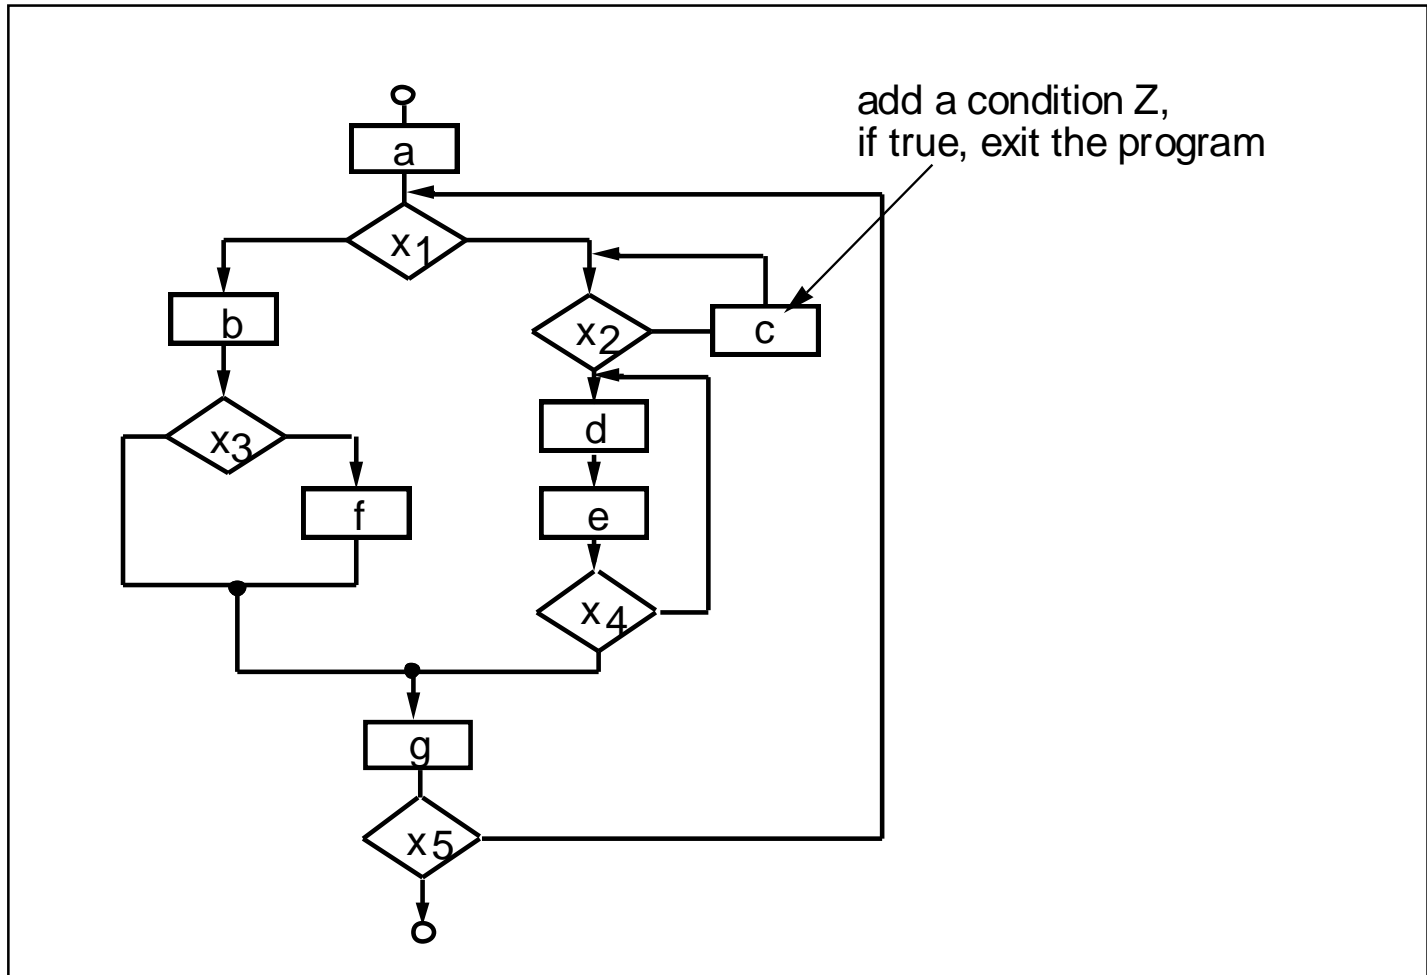 add a condition Z,
if true, exit the program
a
x1
b
x2
c
x3
d
f
e
x4
g
x5